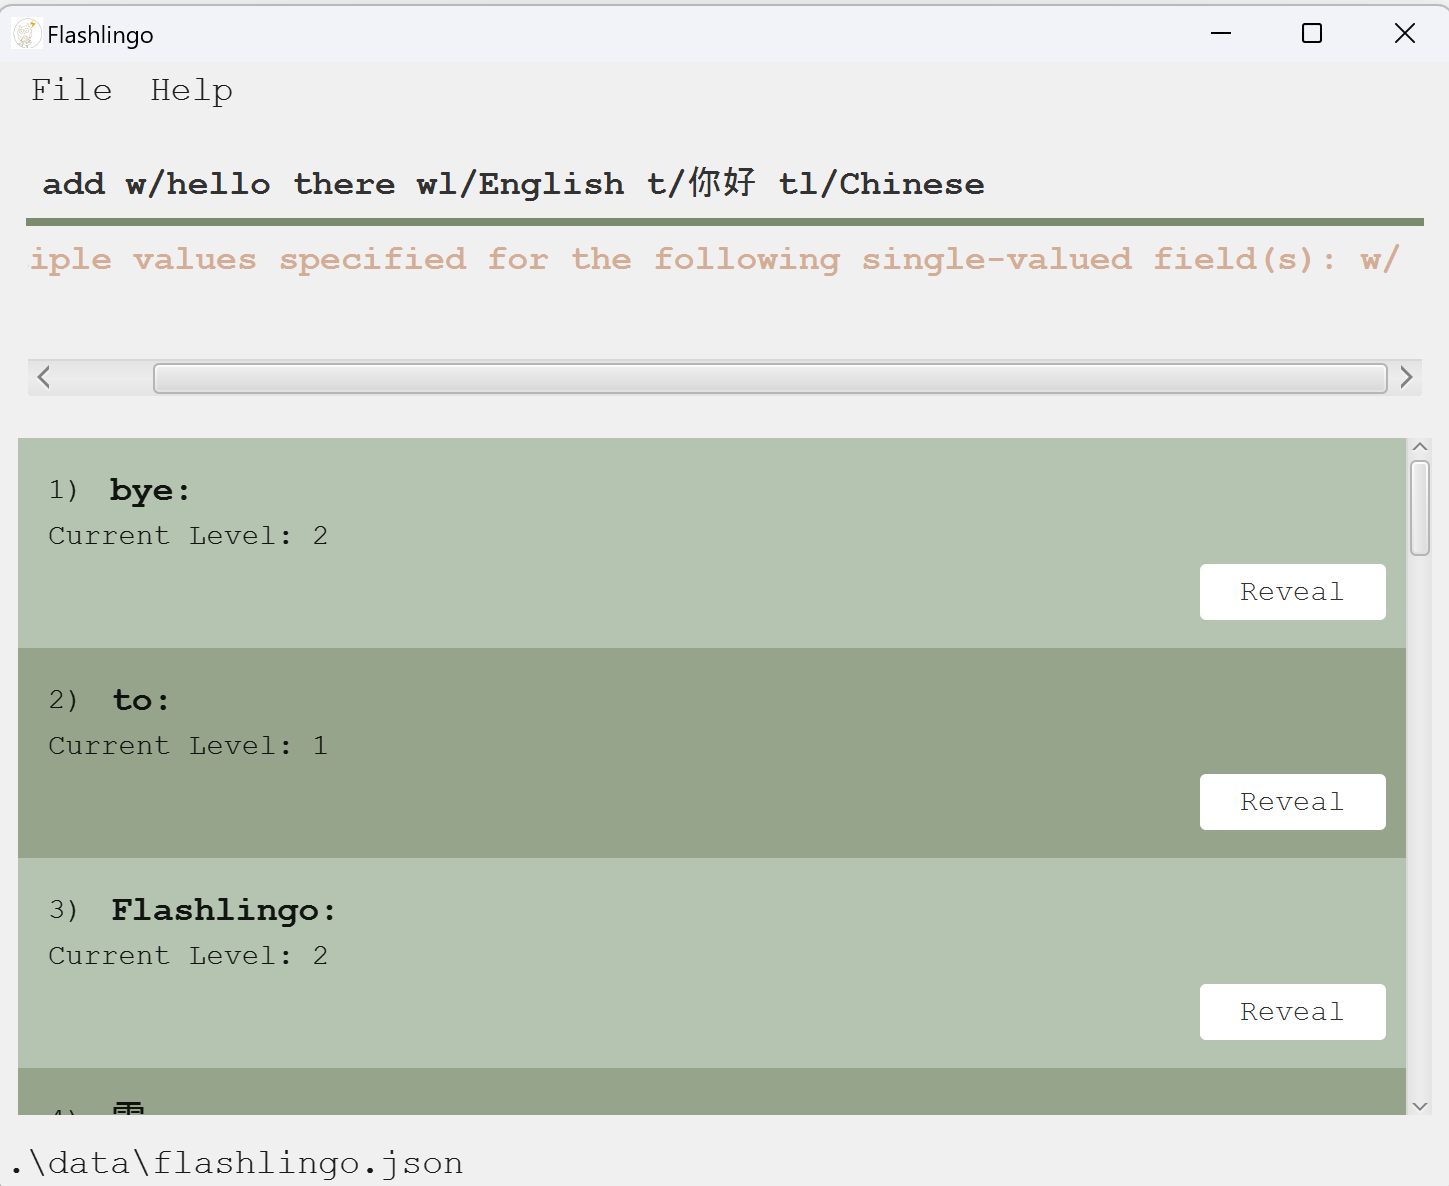 Flashlingo
File Help
add w/hello there wl/English t/你好 tl/Chinese
iple values specified for the following single-valued field(s): w/
1) bye:
Current Level: 2
Reveal
2) to:
Current Level: 1
Reveal
3) Flashlingo:
Current Level: 2
Reveal
.\data\flashlingo.json